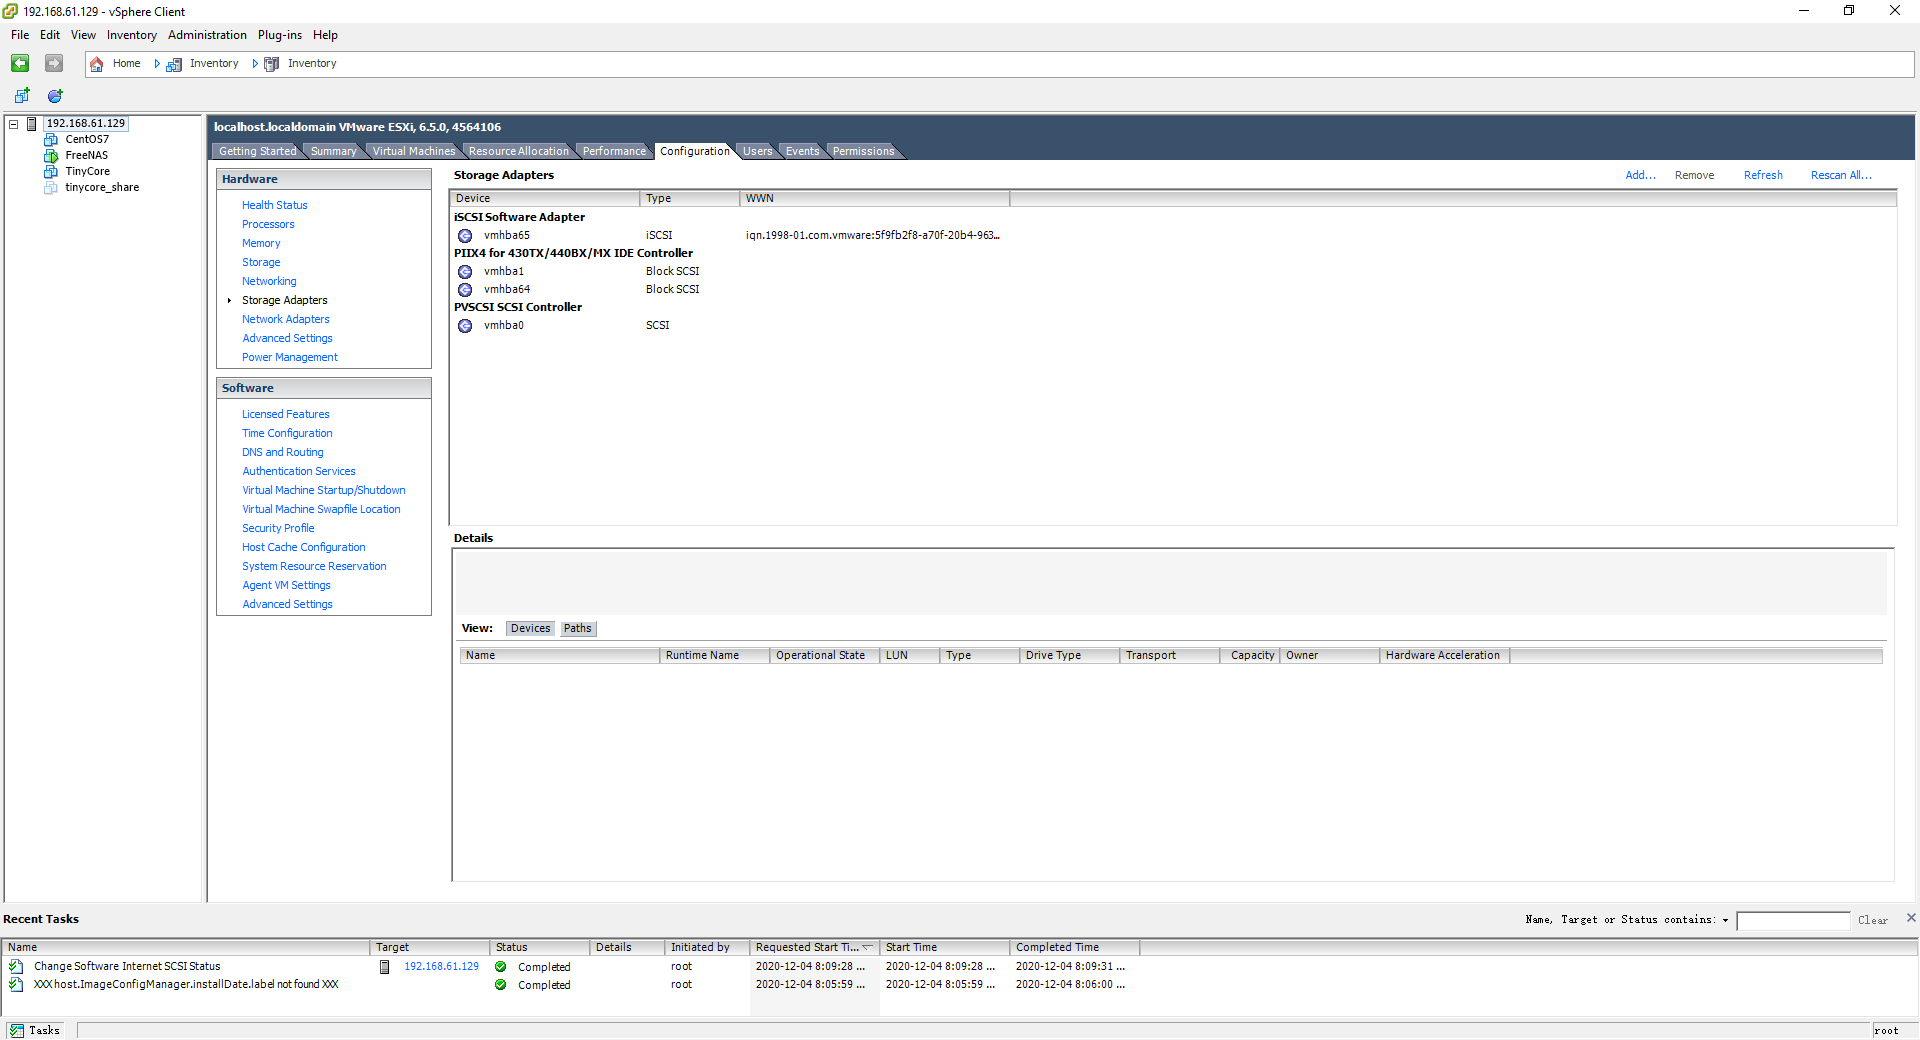 192.168.61.129 - vSphere Client
File Edit View Inventory Administration Plug-ins Help
Home Inventory Inventory
192.168.61.129
CentOS7
FreeNAS
TinyCore
tinycore_share
localhost.localdomain VMware ESXi, 6.5.0, 4564106
Getting Started Summary Virtual Machines Resource Allocation Performance Configuration Users Events Permissions
Hardware
Health Status
Processors
Memory
Storage
Networking
Storage Adapters
Network Adapters
Advanced Settings
Power Management
Software
Licensed Features
Time Configuration
DNS and Routing
Authentication Services
Virtual Machine Startup/Shutdown
Virtual Machine Swapfile Location
Security Profile
Host Cache Configuration
System Resource Reservation
Agent VM Settings
Advanced Settings
Storage Adapters Add... Remove Refresh Rescan All...
Device Type WWN
iSCSI Software Adapter
vmhba65 iSCSI iqn.1998-01.com.vmware:5f9fb2f8-a70f-20b4-963...
PIIX4 for 430TX/440BX/MX IDE Controller
vmhba1 Block SCSI
vmhba64 Block SCSI
PVSCSI SCSI Controller
vmhba0 SCSI
Details
View: Devices Paths
Name Runtime Name Operational State LUN Type Drive Type Transport Capacity Owner Hardware Acceleration
Recent Tasks Name, Target or Status contains: Clear
Name Target Status Details Initiated by Requested Start Ti... Start Time Completed Time
Change Software Internet SCSI Status 192.168.61.129 Completed root 2020-12-04 8:09:28 ... 2020-12-04 8:09:28 ... 2020-12-04 8:09:31 ...
XXX host.ImageConfigManager.installDate.label not found XXX Completed root 2020-12-04 8:05:59 ... 2020-12-04 8:05:59 ... 2020-12-04 8:06:00 ...
Tasks root